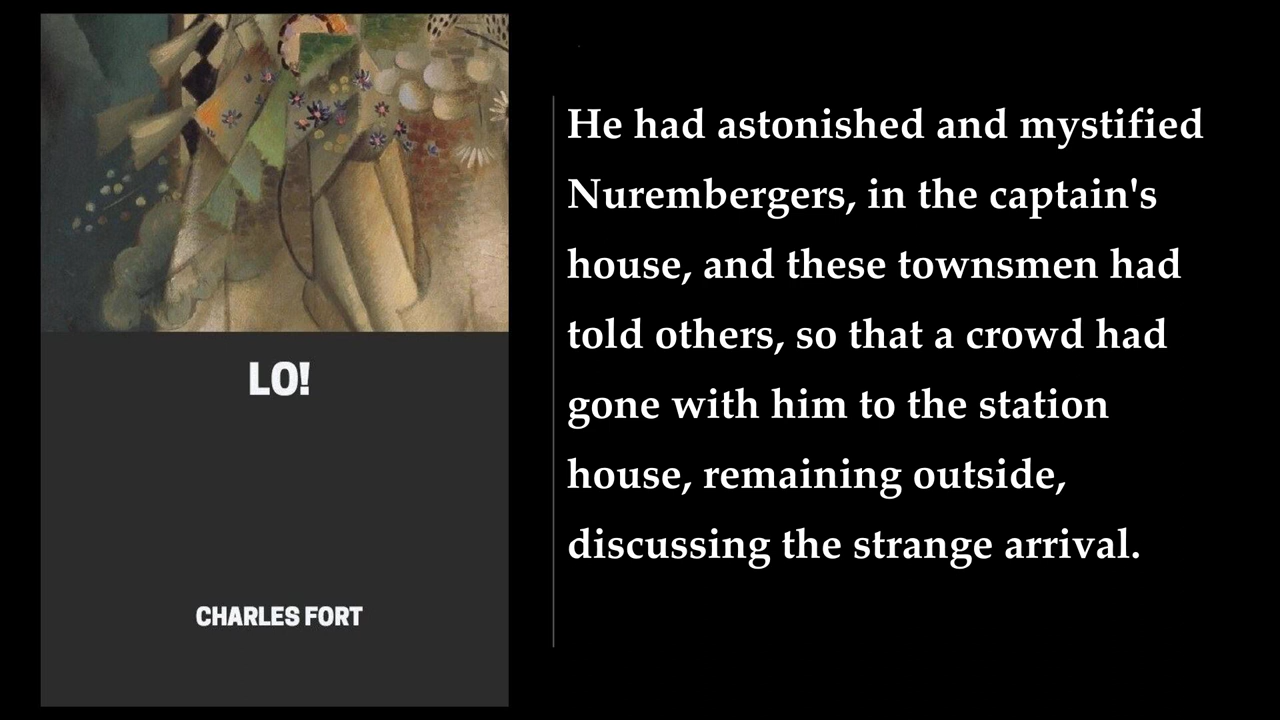 LO!
CHARLES FORT
He had astonished and mystified
Nurembergers, in the captain's
house, and these townsmen had
told others, so that a crowd had
gone with him to the station
house, remaining outside,
discussing the strange arrival.